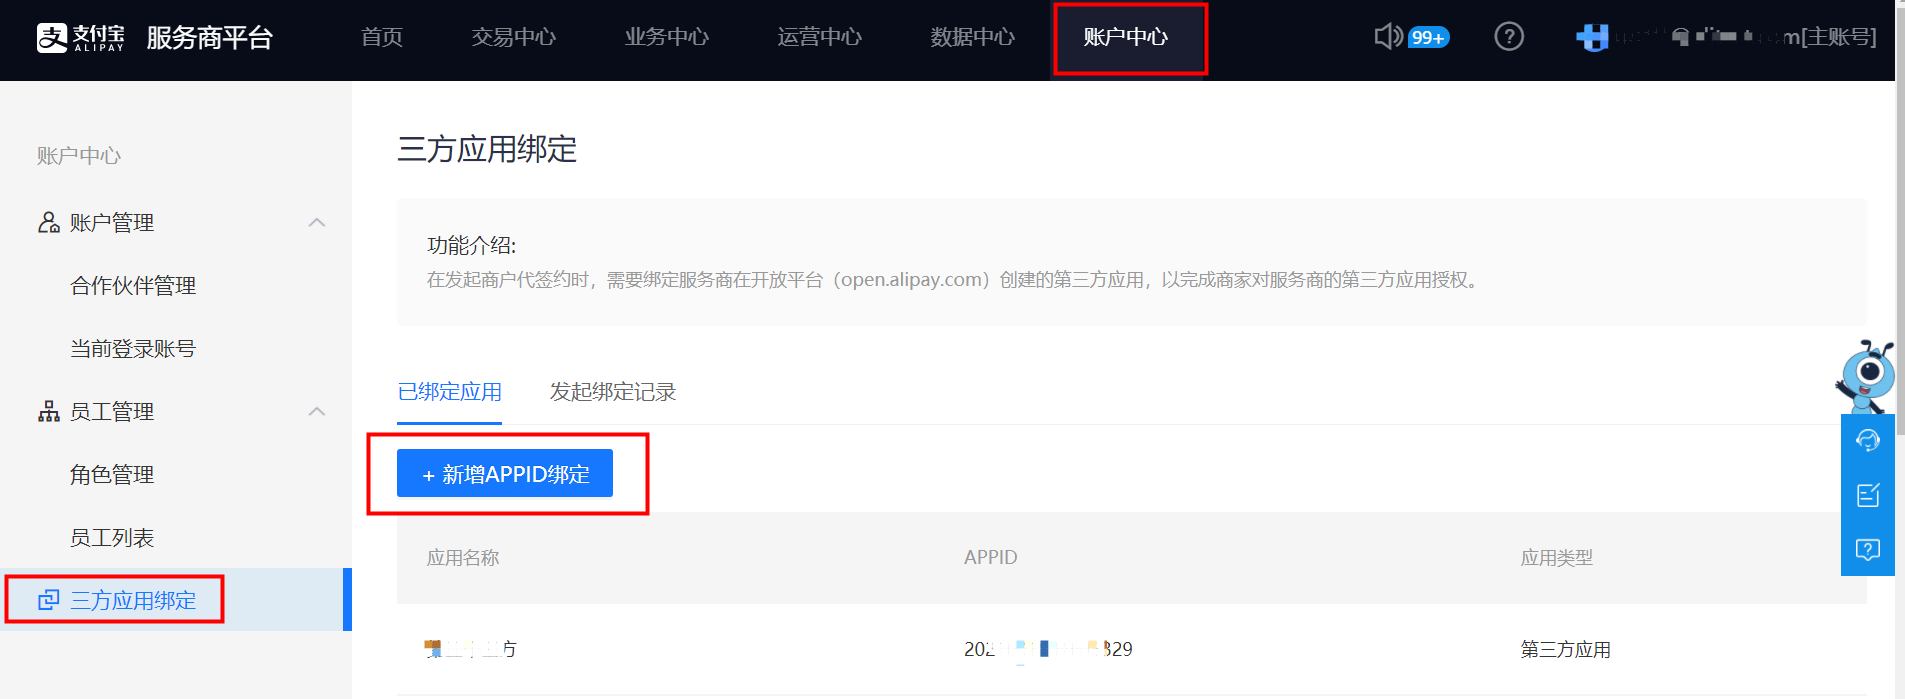 支付宝 ALIPAY 服务商平台 首页 交易中心 业务中心 运营中心 数据中心 账户中心 99+ m[主账号]
账户中心
账户管理
合作伙伴管理
当前登录账号
员工管理
角色管理
员工列表
三方应用绑定
三方应用绑定
功能介绍:
在发起商户代签约时，需要绑定服务商在开放平台（open.alipay.com）创建的第三方应用，以完成商家对服务商的第三方应用授权。
已绑定应用 发起绑定记录
+ 新增APPID绑定
应用名称 APPID 应用类型
方 202 329 第三方应用